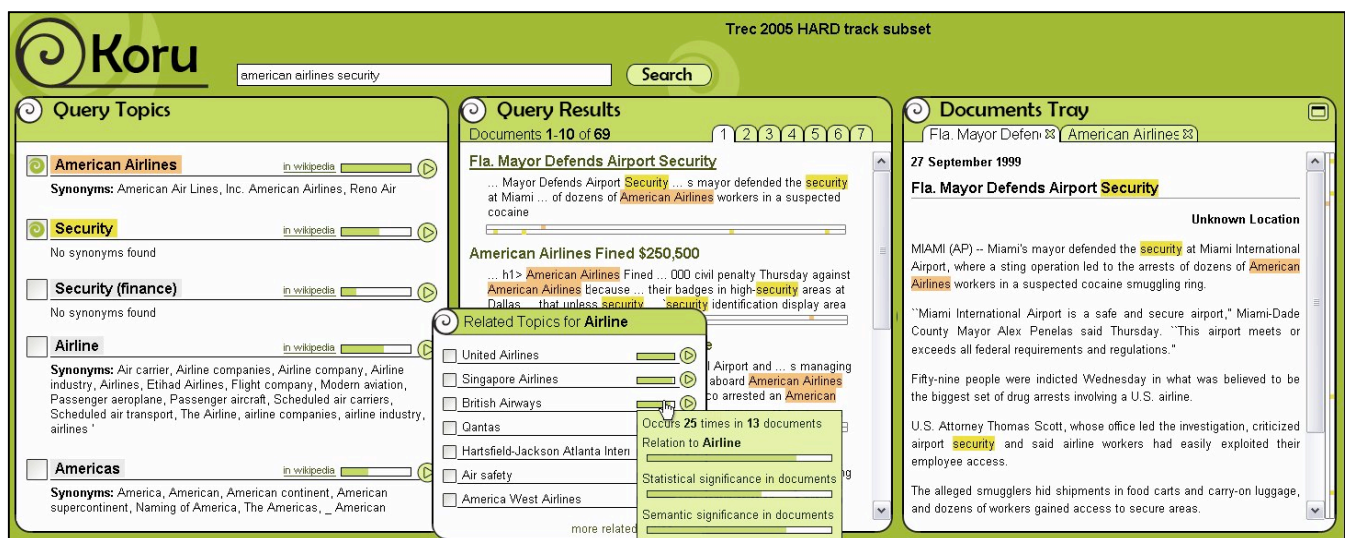 Trec 2005 HARD track subset
Koru
american airlines security
Search
Query Topics
American Airlines
in wikipedia
Synonyms: American Air Lines, Inc. American Airlines, Reno Air
Security
in wikipedia
No synonyms found
Security (finance)
in wikipedia
No synonyms found
Airline
in wikipedia
Synonyms: Air carrier, Airline companies, Airline company, Airline
industry, Airlines, Etihad Airlines, Flight company, Modern aviation,
Passenger aeroplane, Passenger aircraft, Scheduled air carriers,
Scheduled air transport, The Airline, airline companies, airline industry,
airlines '
Americas
in wikipedia
Synonyms: America, American, American continent, American
supercontinent, Naming of America, The Americas, _ American
Query Results
Documents 1-10 of 69
1 2 3 4 5 6 7
Fla. Mayor Defends Airport Security
... Mayor Defends Airport Security ... s mayor defended the security
at Miami ... of dozens of American Airlines workers in a suspected
cocaine
American Airlines Fined $250,500
... h1> American Airlines Fined ... 000 civil penalty Thursday against
American Airlines because ... their badges in high-security areas at
Dallas ... that unless security ... `security identification display area
Airport and ... s managing
aboard American Airlines
co arrested an American
Related Topics for Airline
United Airlines
Singapore Airlines
British Airways
Qantas
Hartsfield-Jackson Atlanta Intern
Air safety
America West Airlines
more related
Occurs 25 times in 13 documents
Relation to Airline
Statistical significance in documents
Semantic significance in documents
Documents Tray
Fla. Mayor Defen American Airlines
27 September 1999
Fla. Mayor Defends Airport Security
Unknown Location
MIAMI (AP) -- Miami's mayor defended the security at Miami International
Airport, where a sting operation led to the arrests of dozens of American
Airlines workers in a suspected cocaine smuggling ring.
``Miami International Airport is a safe and secure airport,'' Miami-Dade
County Mayor Alex Penelas said Thursday. ``This airport meets or
exceeds all federal requirements and regulations.''
Fifty-nine people were indicted Wednesday in what was believed to be
the biggest set of drug arrests involving a U.S. airline.
U.S. Attorney Thomas Scott, whose office led the investigation, criticized
airport security and said airline workers had easily exploited their
employee access.
The alleged smugglers hid shipments in food carts and carry-on luggage,
and dozens of workers gained access to secure areas.